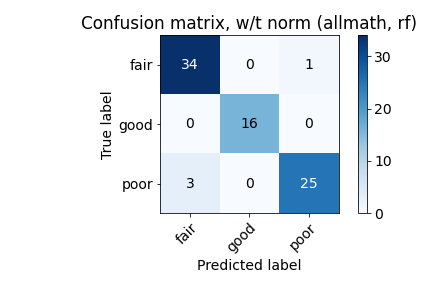 Confusion matrix, w/t norm (allmath, rf)
True label
fair 34 0 1
good 0 16 0
poor 3 0 25
fair good poor
Predicted label
30
20
10
0